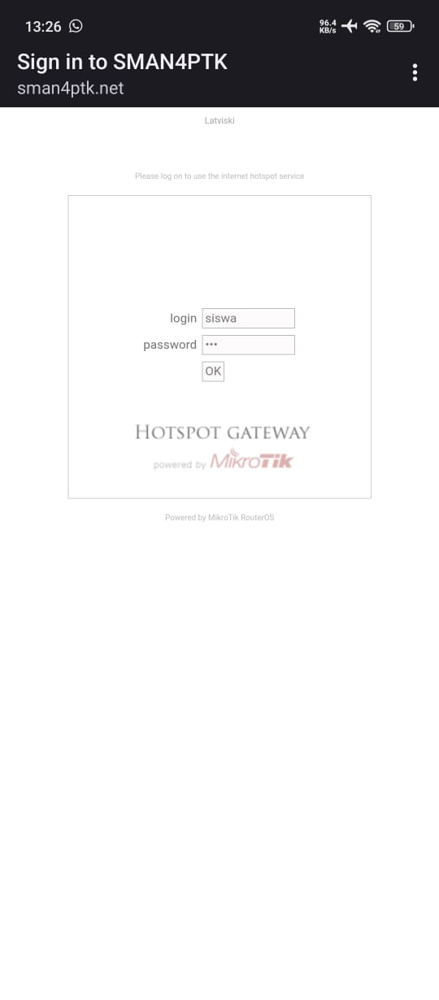 13:26
96.4
KB/s
59
Sign in to SMAN4PTK
sman4ptk.net
Latviski
Please log on to use the internet hotspot service
login siswa
password •••
OK
HOTSPOT GATEWAY
powered by MikroTik
Powered by MikroTik RouterOS